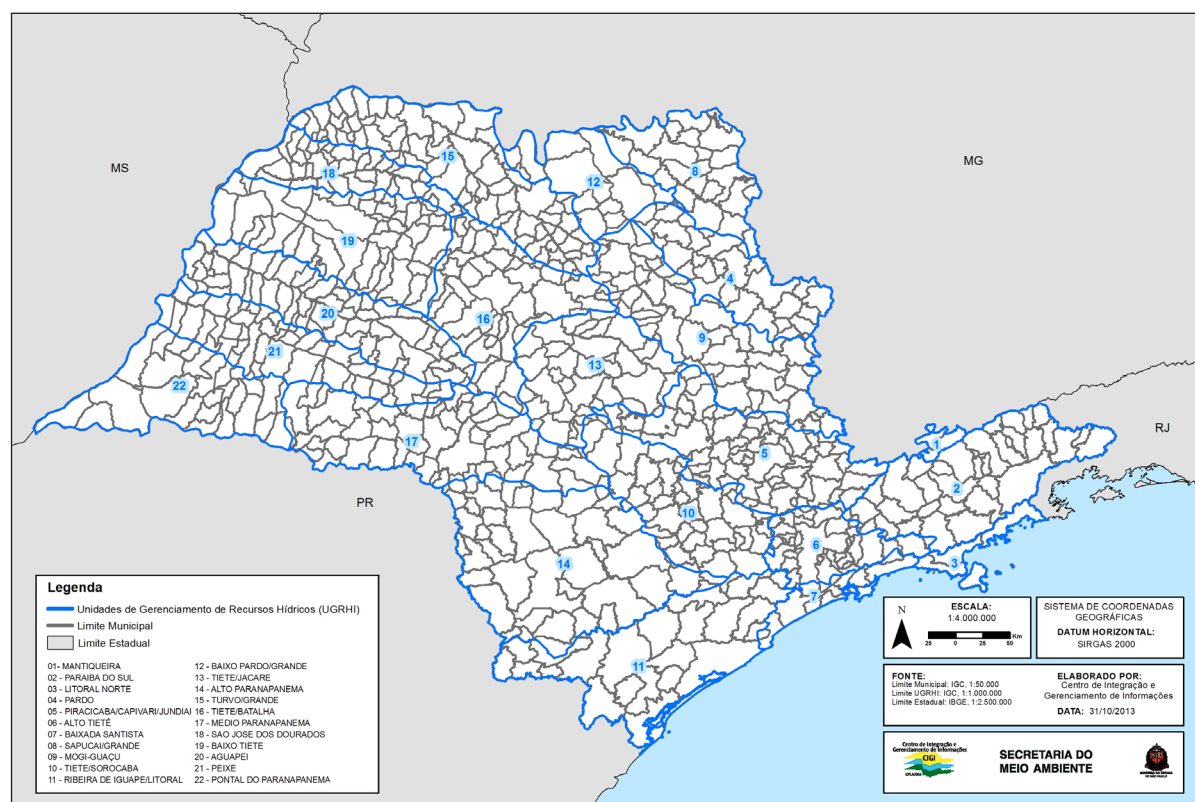 MS
MG
PR
RJ
15
18
12
8
19
4
20
16
9
21
13
22
17
5
1
2
10
6
14
3
7
11
Legenda
Unidades de Gerenciamento de Recursos Hídricos (UGRHI)
Limite Municipal
Limite Estadual
01- MANTIQUEIRA
02 - PARAIBA DO SUL
03 - LITORAL NORTE
04 - PARDO
05 - PIRACICABA/CAPIVARI/JUNDIAI
06 - ALTO TIETÊ
07 - BAIXADA SANTISTA
08 - SAPUCAI/GRANDE
09 - MOGI-GUAÇU
10 - TIETE/SOROCABA
11 - RIBEIRA DE IGUAPE/LITORAL
12 - BAIXO PARDO/GRANDE
13 - TIETE/JACARE
14 - ALTO PARANAPANEMA
15 - TURVO/GRANDE
16 - TIETE/BATALHA
17 - MEDIO PARANAPANEMA
18 - SAO JOSE DOS DOURADOS
19 - BAIXO TIETE
20 - AGUAPEI
21 - PEIXE
22 - PONTAL DO PARANAPANEMA
N
ESCALA:
1:4.000.000
25 0 25 50 Km
SISTEMA DE COORDENADAS
GEOGRÁFICAS
DATUM HORIZONTAL:
SIRGAS 2000
FONTE:
Limite Municipal: IGC, 1:50.000
Limite UGRHI: IGC, 1:1.000.000
Limite Estadual: IBGE, 1:2.500.000
ELABORADO POR:
Centro de Integração e
Gerenciamento de Informações
DATA: 31/10/2013
Centro de Integração e
Gerenciamento de Informações
CIGI
CPLA/SMA
SECRETARIA DO
MEIO AMBIENTE
GOVERNO DO ESTADO
DE SÃO PAULO